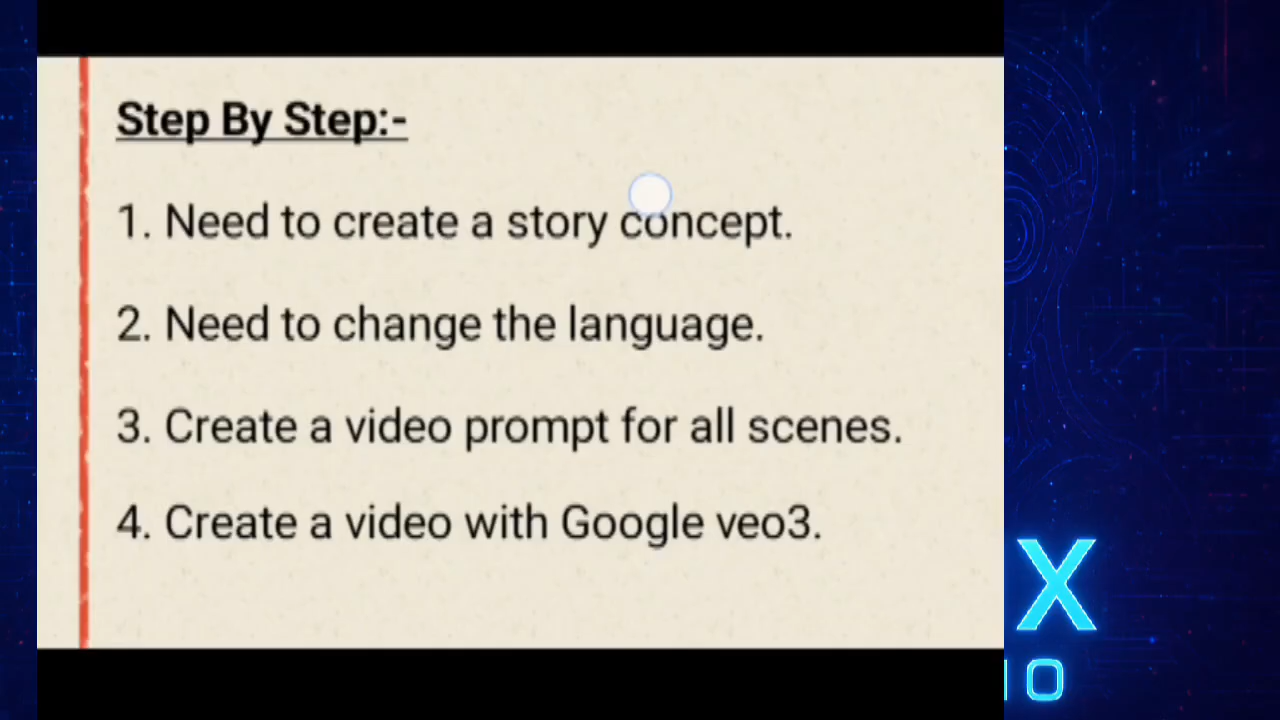 Step By Step:-
1. Need to create a story concept.
2. Need to change the language.
3. Create a video prompt for all scenes.
4. Create a video with Google veo3.
X
IO